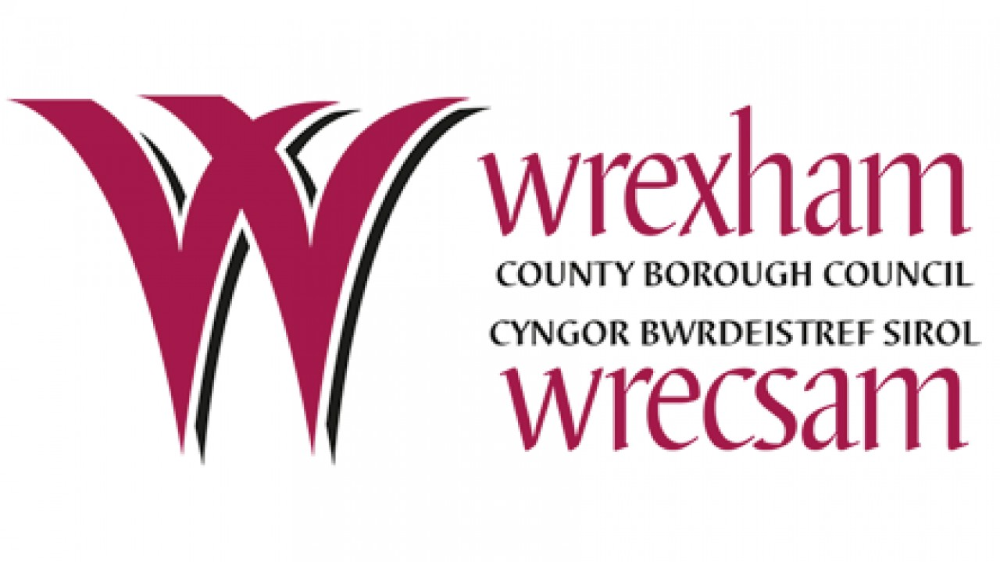 wrexham
COUNTY BOROUGH COUNCIL
CYNGOR BWRDEISTREF SIROL
wrecsam